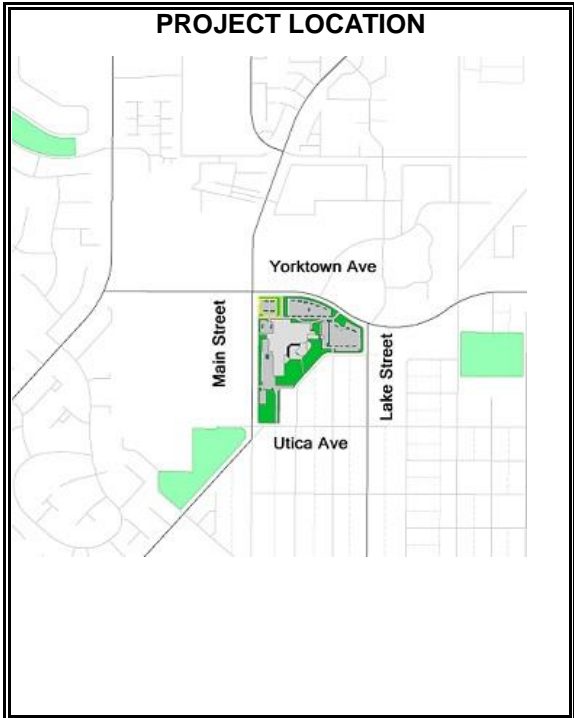 PROJECT LOCATION
Yorktown Ave
Main Street
Lake Street
Utica Ave